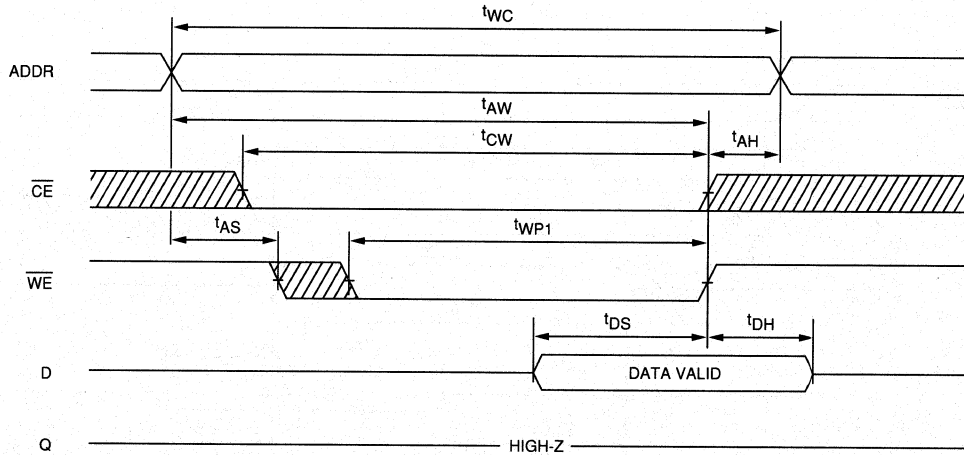 tWC
ADDR
tAW
tCW
tAH
CE
tAS
tWP1
WE
tDS
tDH
D
DATA VALID
Q
HIGH-Z